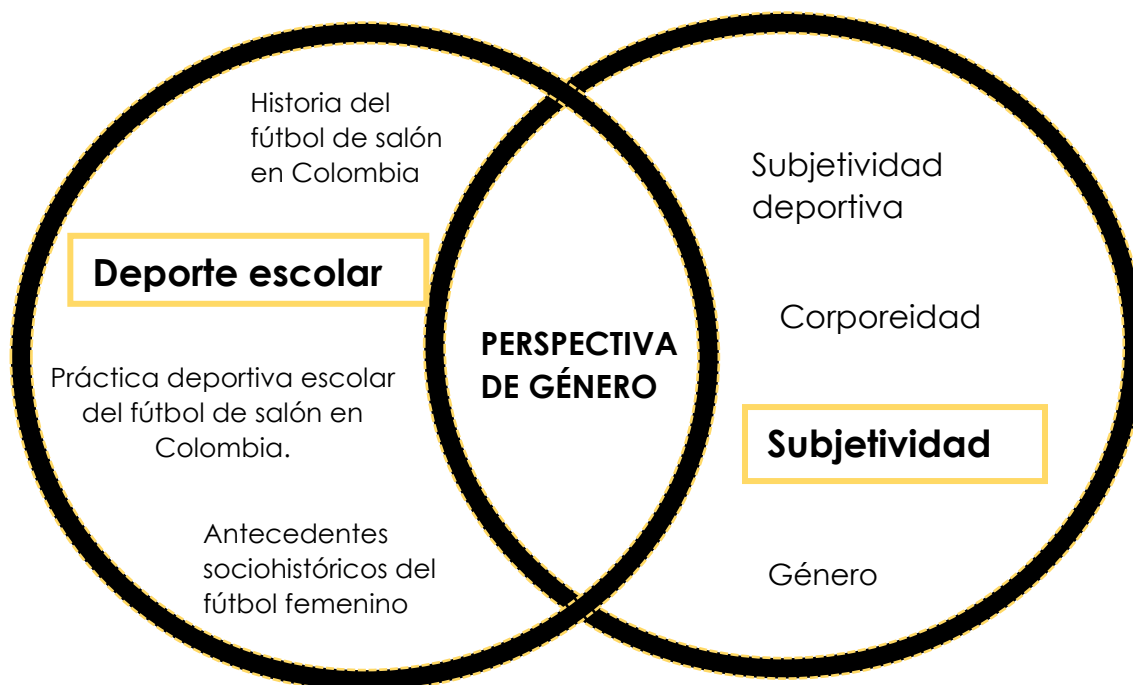 Historia del
fútbol de salón
en Colombia
Deporte escolar
Práctica deportiva escolar
del fútbol de salón en
Colombia.
Antecedentes
sociohistóricos del
fútbol femenino
PERSPECTIVA
DE GÉNERO
Subjetividad
deportiva
Corporeidad
Subjetividad
Género